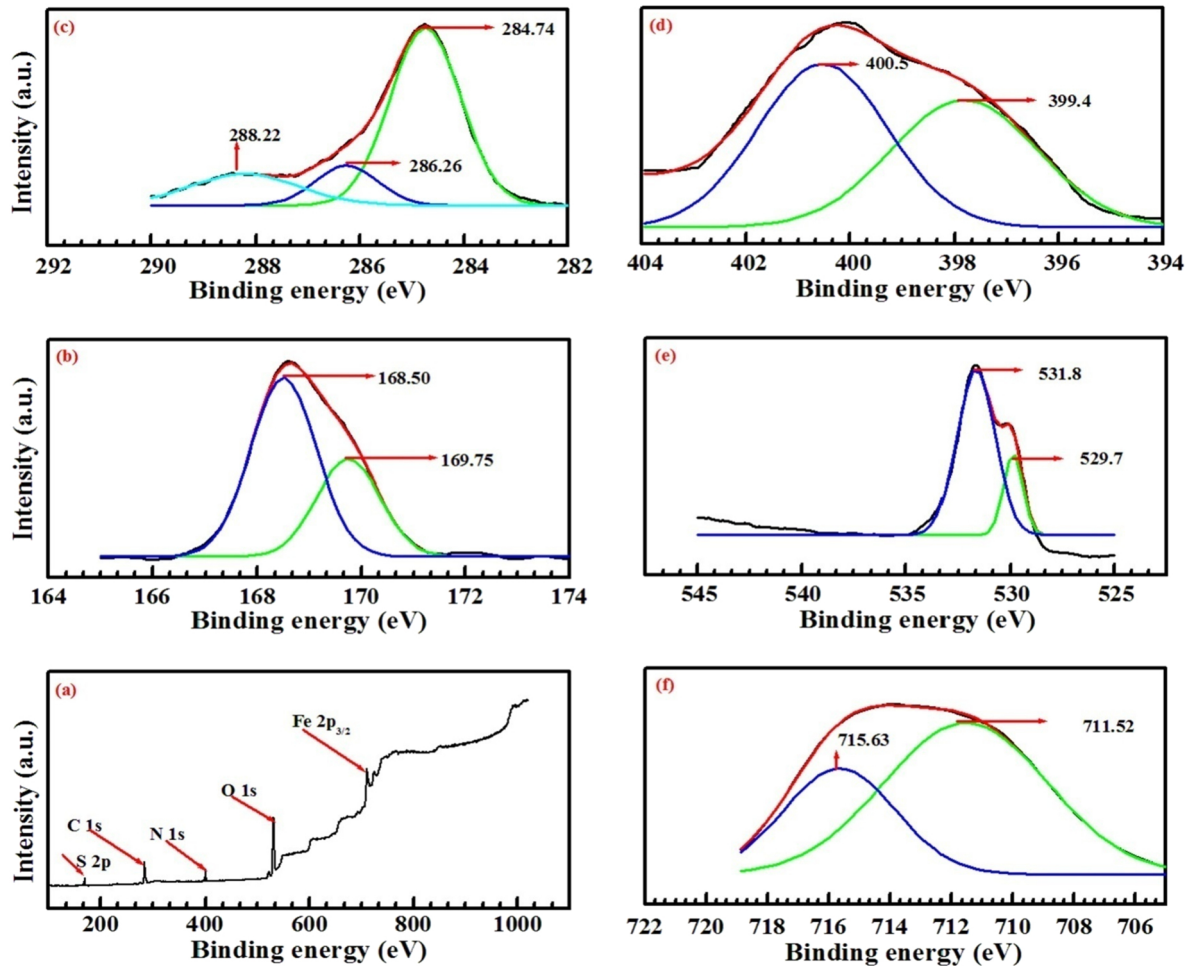 (c)
284.74
288.22
286.26
Intensity (a.u.)
292 290 288 286 284 282
Binding energy (eV)
(d)
400.5
399.4
Intensity (a.u.)
404 402 400 398 396 394
Binding energy (eV)
(b)
168.50
169.75
Intensity (a.u.)
164 166 168 170 172 174
Binding energy (eV)
(e)
531.8
529.7
Intensity (a.u.)
545 540 535 530 525
Binding energy (eV)
(a)
Fe 2p3/2
O 1s
C 1s
N 1s
S 2p
Intensity (a.u.)
200 400 600 800 1000
Binding energy (eV)
(f)
715.63
711.52
Intensity (a.u.)
722 720 718 716 714 712 710 708 706
Binding energy (eV)